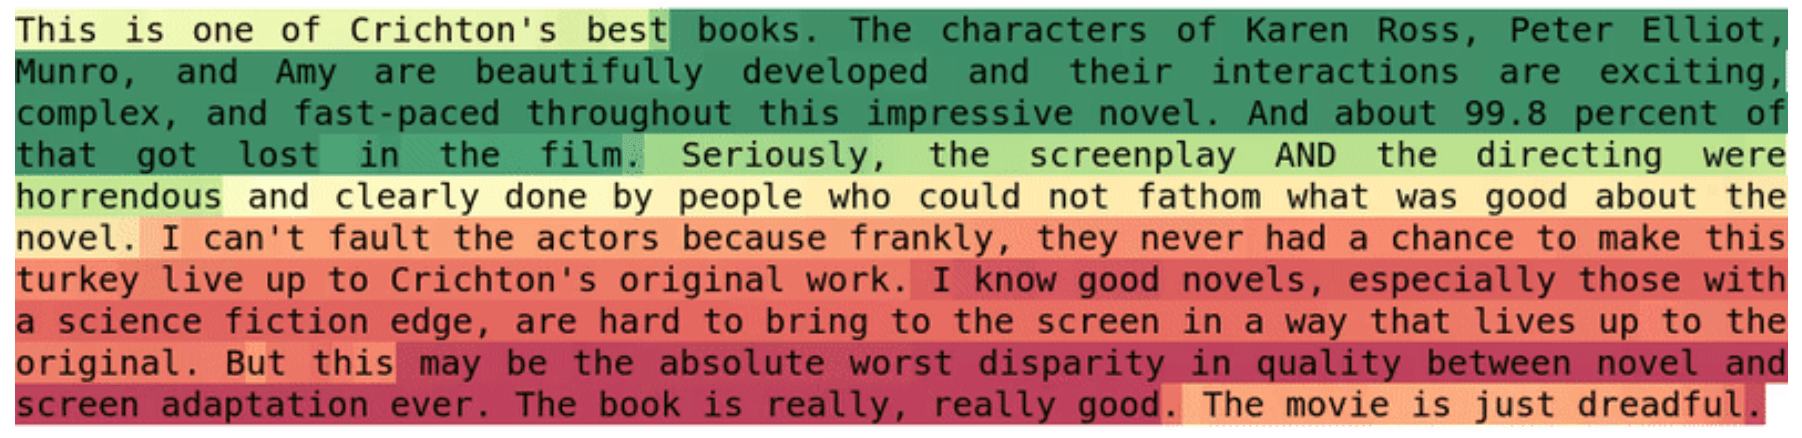 This is one of Crichton's best books. The characters of Karen Ross, Peter Elliot,
Munro, and Amy are beautifully developed and their interactions are exciting,
complex, and fast-paced throughout this impressive novel. And about 99.8 percent of
that got lost in the film. Seriously, the screenplay AND the directing were
horrendous and clearly done by people who could not fathom what was good about the
novel. I can't fault the actors because frankly, they never had a chance to make this
turkey live up to Crichton's original work. I know good novels, especially those with
a science fiction edge, are hard to bring to the screen in a way that lives up to the
original. But this may be the absolute worst disparity in quality between novel and
screen adaptation ever. The book is really, really good. The movie is just dreadful.